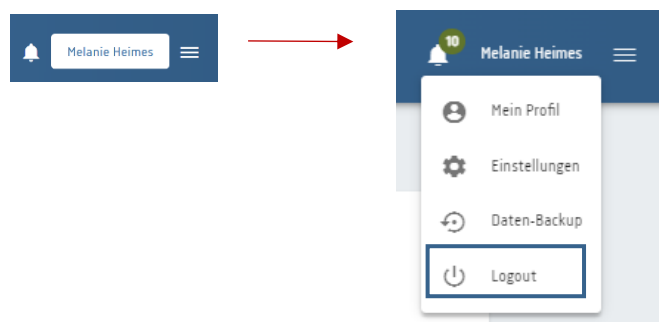 Melanie Heimes
10
Melanie Heimes
Mein Profil
Einstellungen
Daten-Backup
Logout